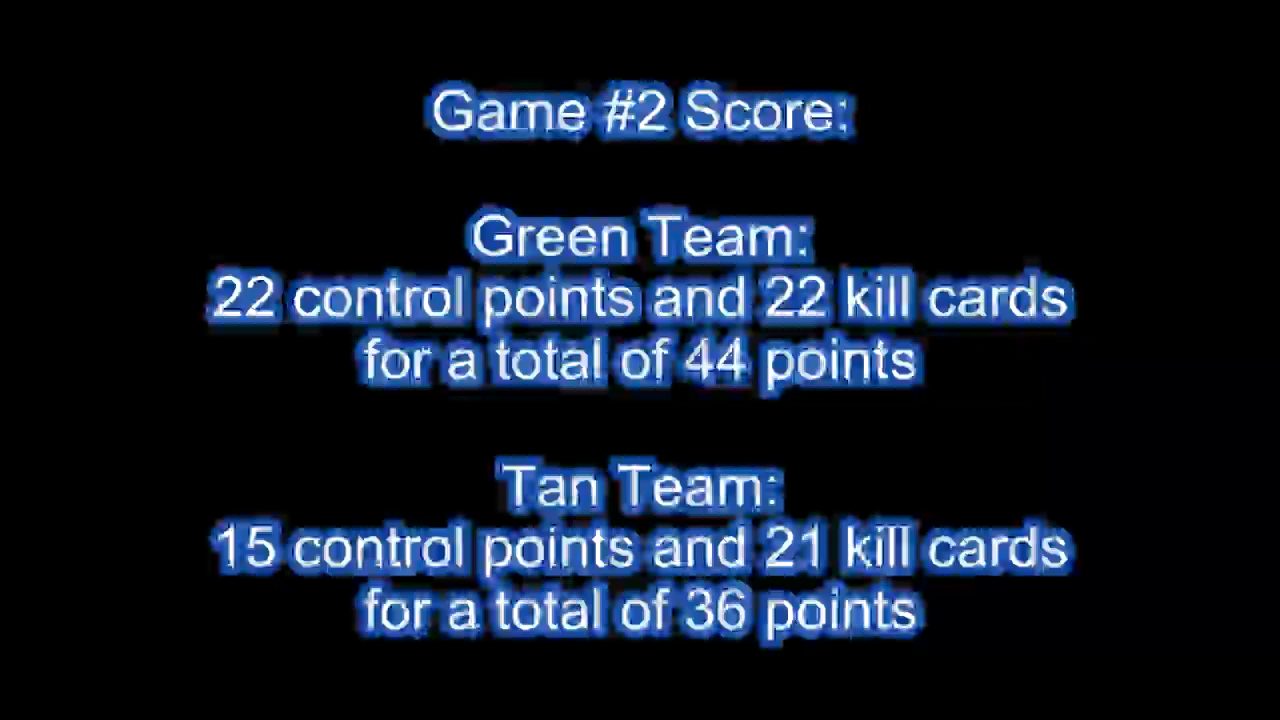 Game #2 Score:
Green Team:
22 control points and 22 kill cards
for a total of 44 points
Tan Team:
15 control points and 21 kill cards
for a total of 36 points